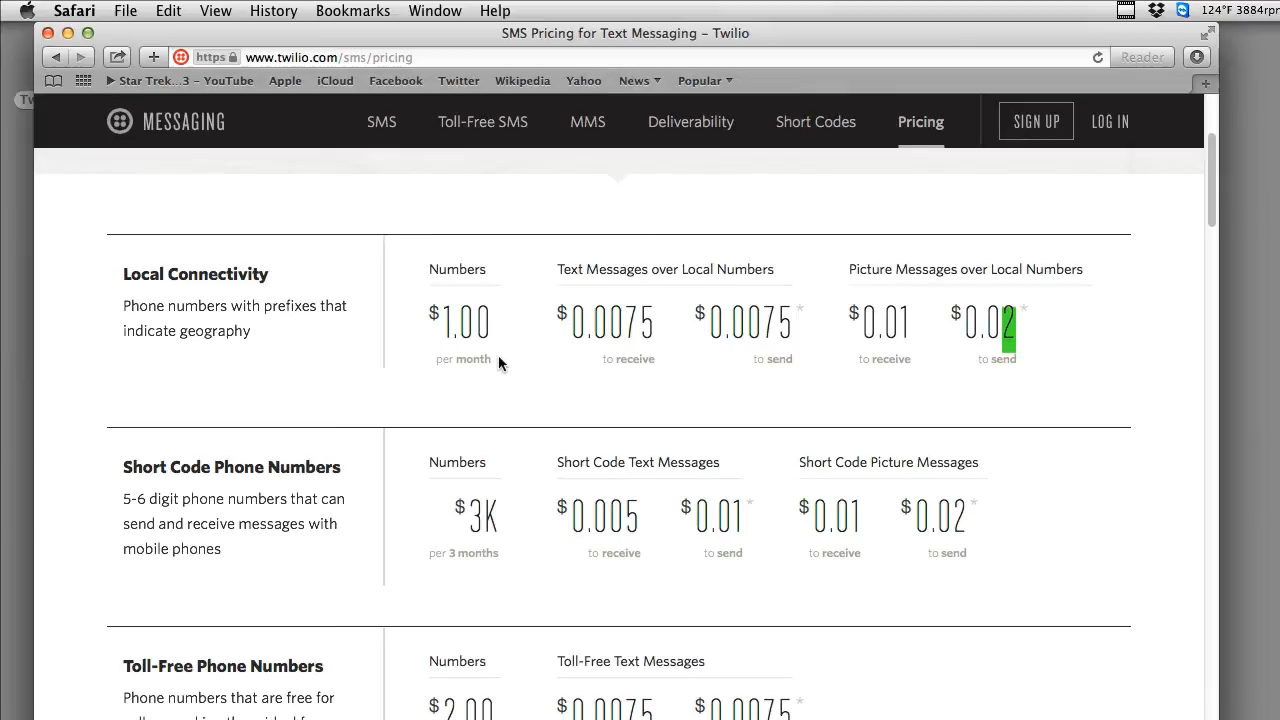 Safari File Edit View History Bookmarks Window Help 124°F 3884rpm
SMS Pricing for Text Messaging – Twilio
https www.twilio.com/sms/pricing Reader
Star Trek...3 – YouTube Apple iCloud Facebook Twitter Wikipedia Yahoo News Popular
MESSAGING SMS Toll-Free SMS MMS Deliverability Short Codes Pricing SIGN UP LOG IN
Local Connectivity
Phone numbers with prefixes that
indicate geography
Numbers
$1.00
per month
Text Messages over Local Numbers
$0.0075 $0.0075 *
to receive to send
Picture Messages over Local Numbers
$0.01 $0.02 *
to receive to send
Short Code Phone Numbers
5-6 digit phone numbers that can
send and receive messages with
mobile phones
Numbers
$3K
per 3 months
Short Code Text Messages
$0.005 $0.01 *
to receive to send
Short Code Picture Messages
$0.01 $0.02 *
to receive to send
Toll-Free Phone Numbers
Phone numbers that are free for
Numbers
$2.00
Toll-Free Text Messages
$0.0075 $0.0075 *